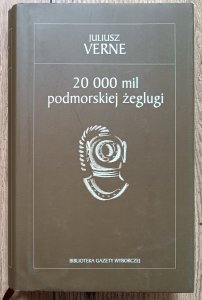 JULIUSZ
VERNE
20 000 mil
podmorskiej żeglugi
BIBLIOTEKA GAZETY WYBORCZEJ